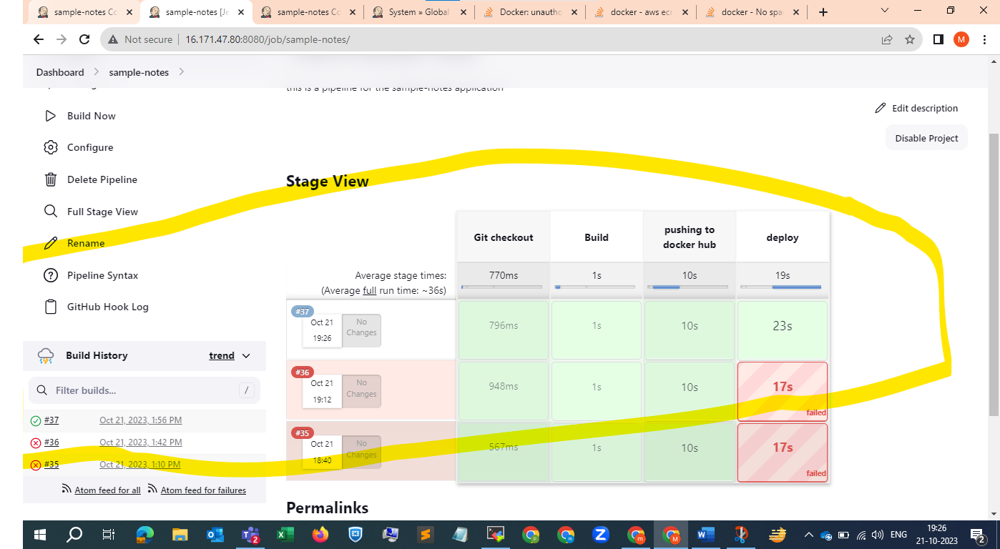 sample-notes Co
sample-notes [Je
sample-notes Co
System » Global
Docker: unautho
docker - aws ecr
docker - No spa
Not secure
16.171.47.80:8080/job/sample-notes/
M
Dashboard
sample-notes
this is a pipeline for the sample-notes application
Edit description
Disable Project
Build Now
Configure
Delete Pipeline
Full Stage View
Rename
Pipeline Syntax
GitHub Hook Log
Build History
trend
Filter builds...
/
#37
Oct 21, 2023, 1:56 PM
#36
Oct 21, 2023, 1:42 PM
#35
Oct 21, 2023, 1:10 PM
Atom feed for all
Atom feed for failures
Stage View
Git checkout
Build
pushing to
docker hub
deploy
Average stage times:
(Average full run time: ~36s)
770ms
1s
10s
19s
#37
Oct 21
19:26
No
Changes
796ms
1s
10s
23s
#36
Oct 21
19:12
No
Changes
948ms
1s
10s
17s
failed
#35
Oct 21
18:40
No
Changes
567ms
1s
10s
17s
failed
Permalinks
ENG
19:26
21-10-2023
2